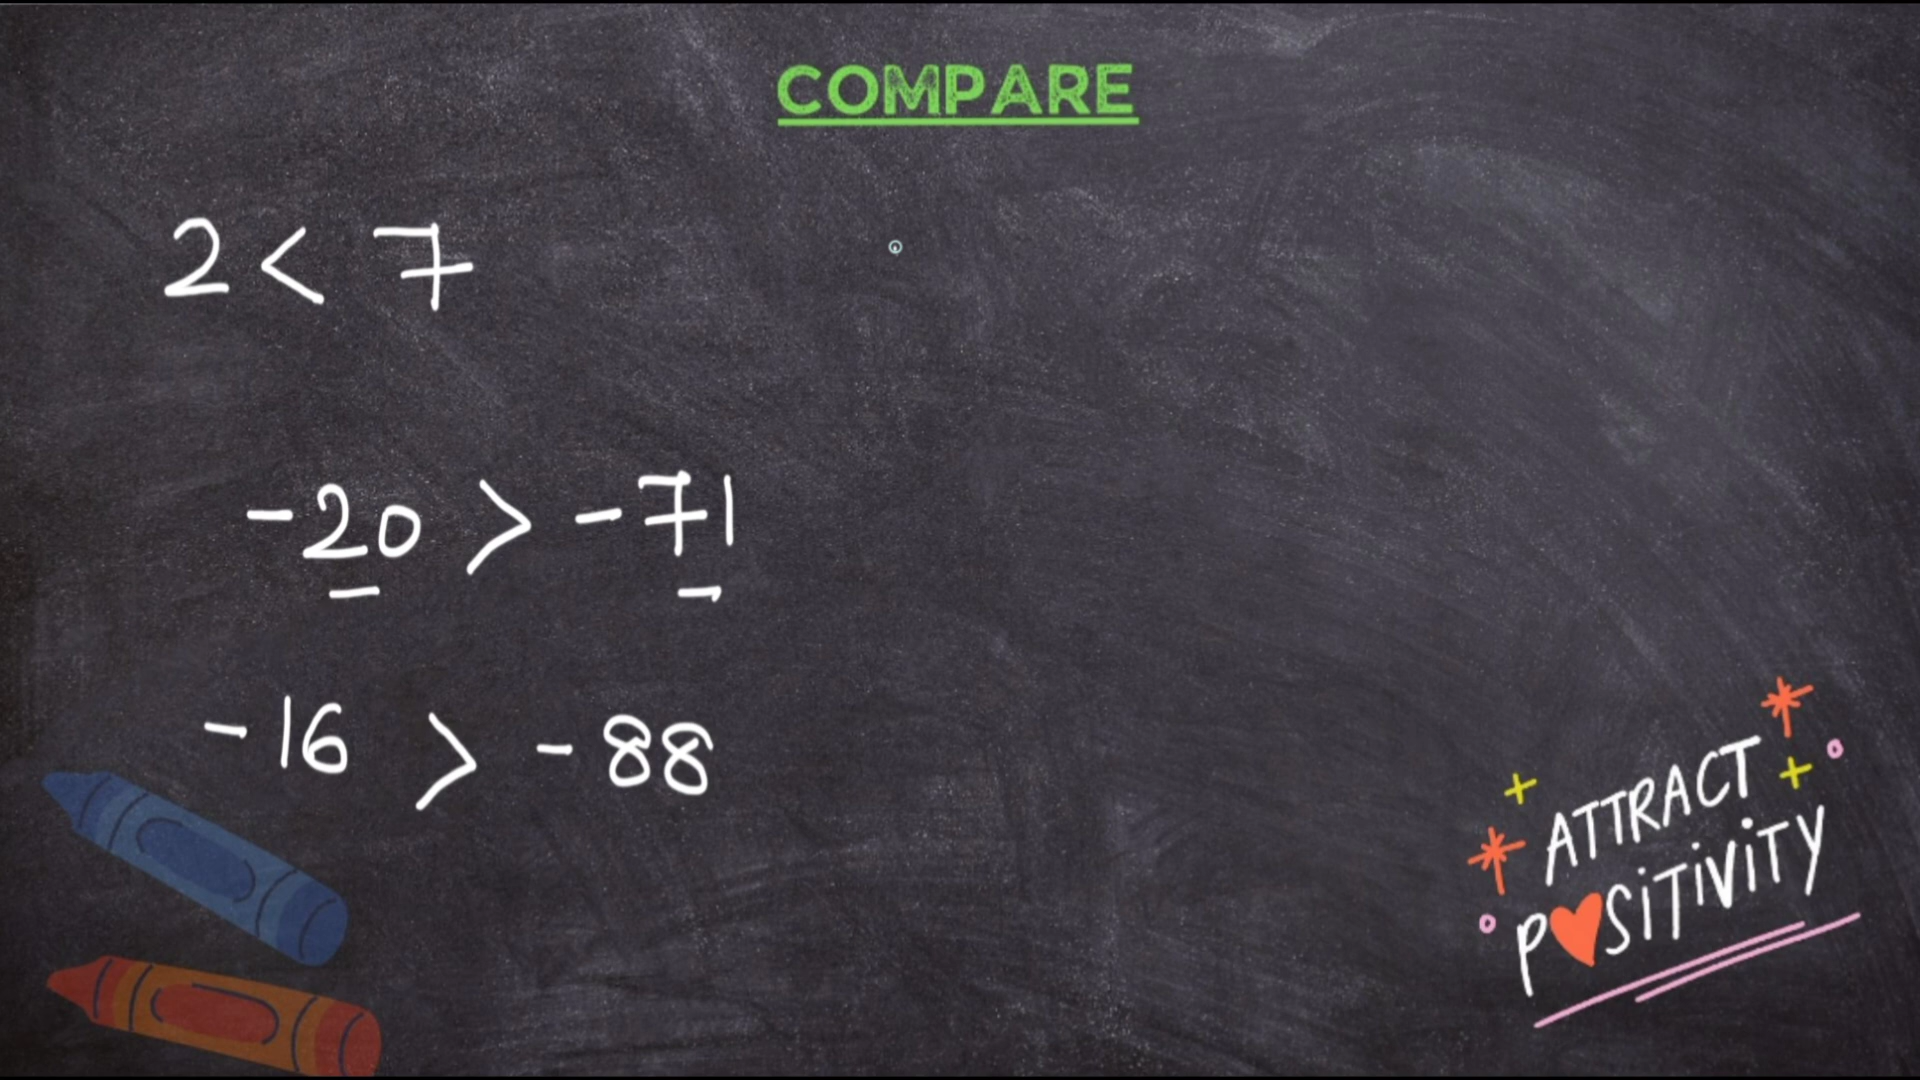 COMPARE
2 < 7
-20 > -71
-16 > -88
ATTRACT
POSITIVITY